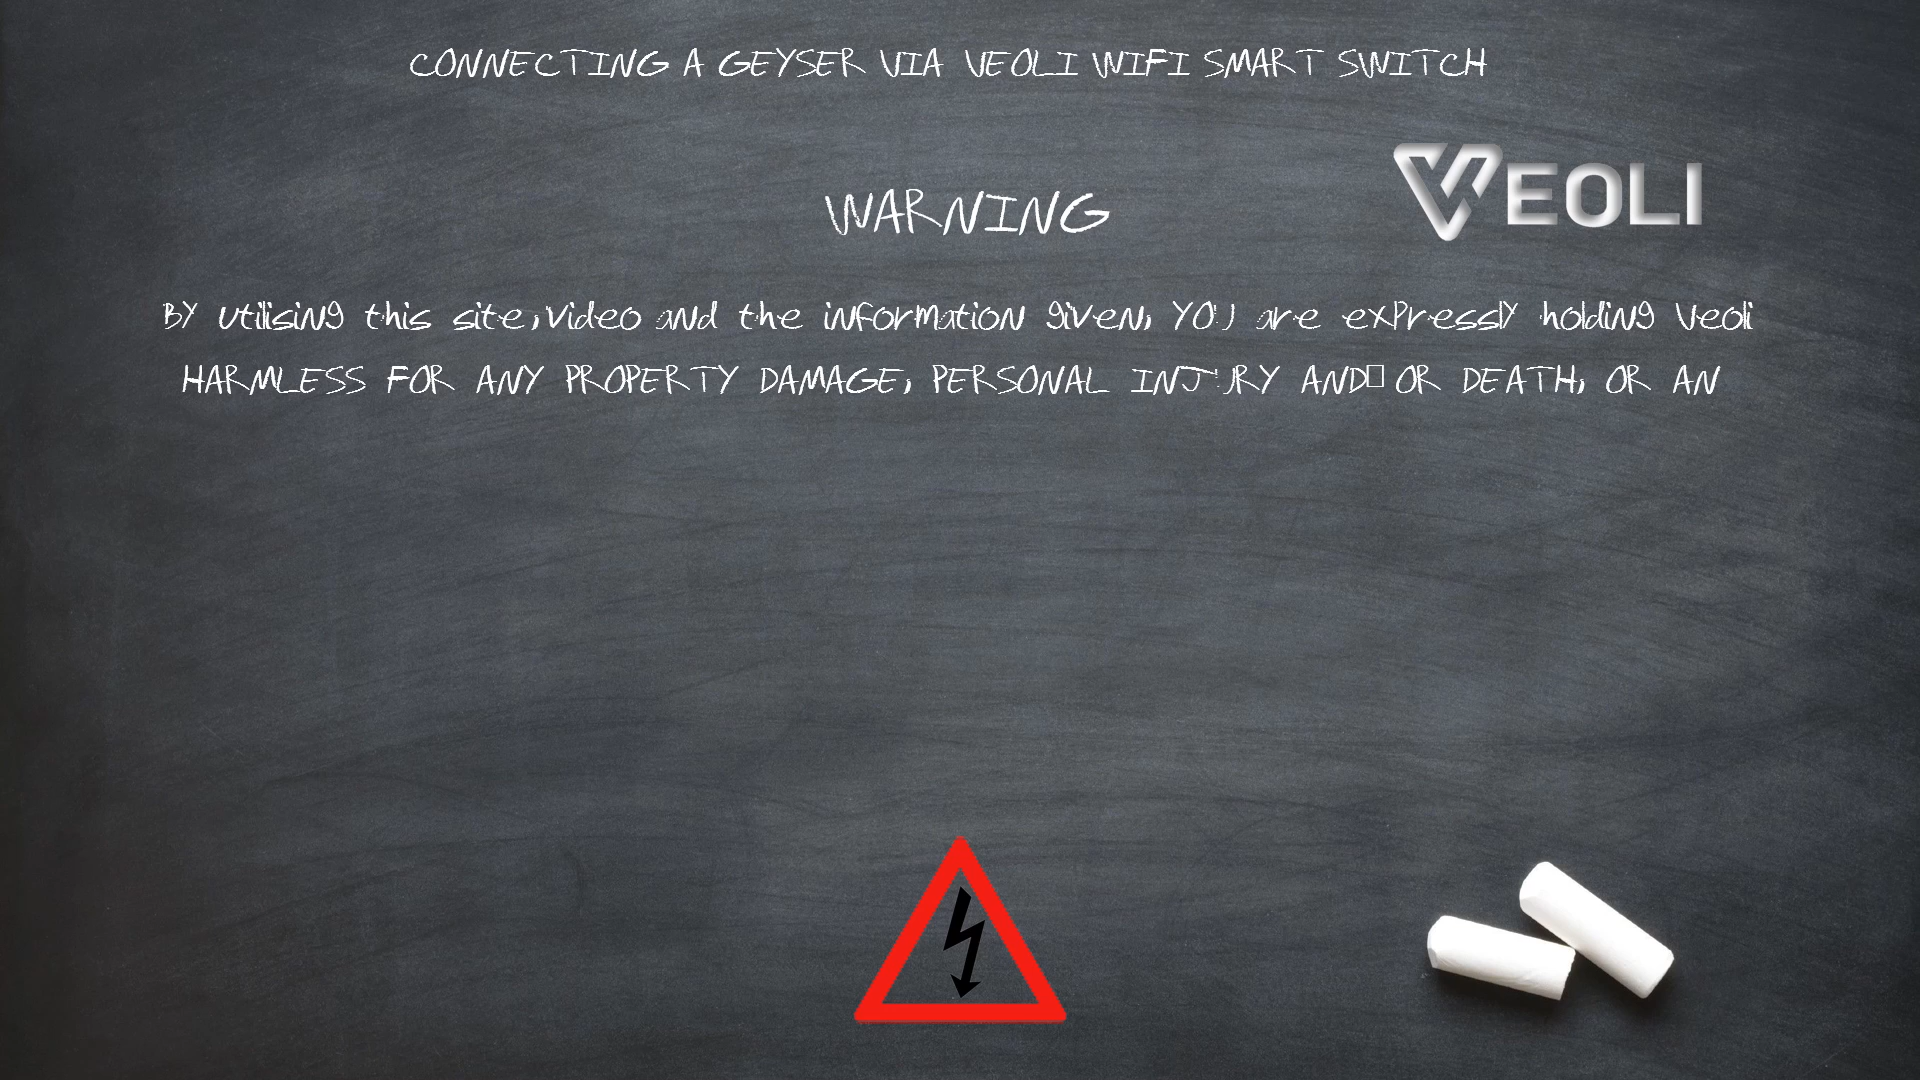 CONNECTING A GEYSER VIA VEOLI WIFI SMART SWITCH
VEOLI
WARNING
BY utilising this site,video and the information given, YOU are expressly holding Veoli
HARMLESS FOR ANY PROPERTY DAMAGE, PERSONAL INJURY AND□ OR DEATH, OR AN